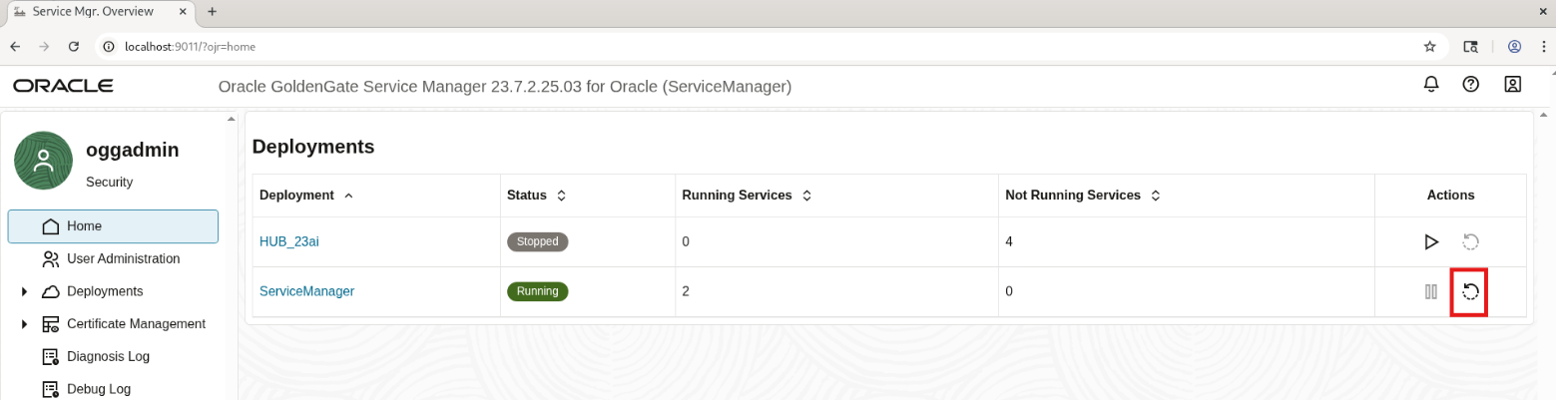 Service Mgr. Overview
localhost:9011/?ojr=home
ORACLE
Oracle GoldenGate Service Manager 23.7.2.25.03 for Oracle (ServiceManager)
oggadmin
Security
Home
User Administration
Deployments
Certificate Management
Diagnosis Log
Debug Log
Deployments
Deployment Status Running Services Not Running Services Actions
HUB_23ai Stopped 0 4
ServiceManager Running 2 0